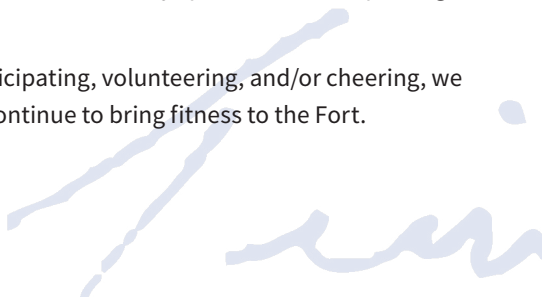 icipating, volunteering, and/or cheering, we
ontinue to bring fitness to the Fort.